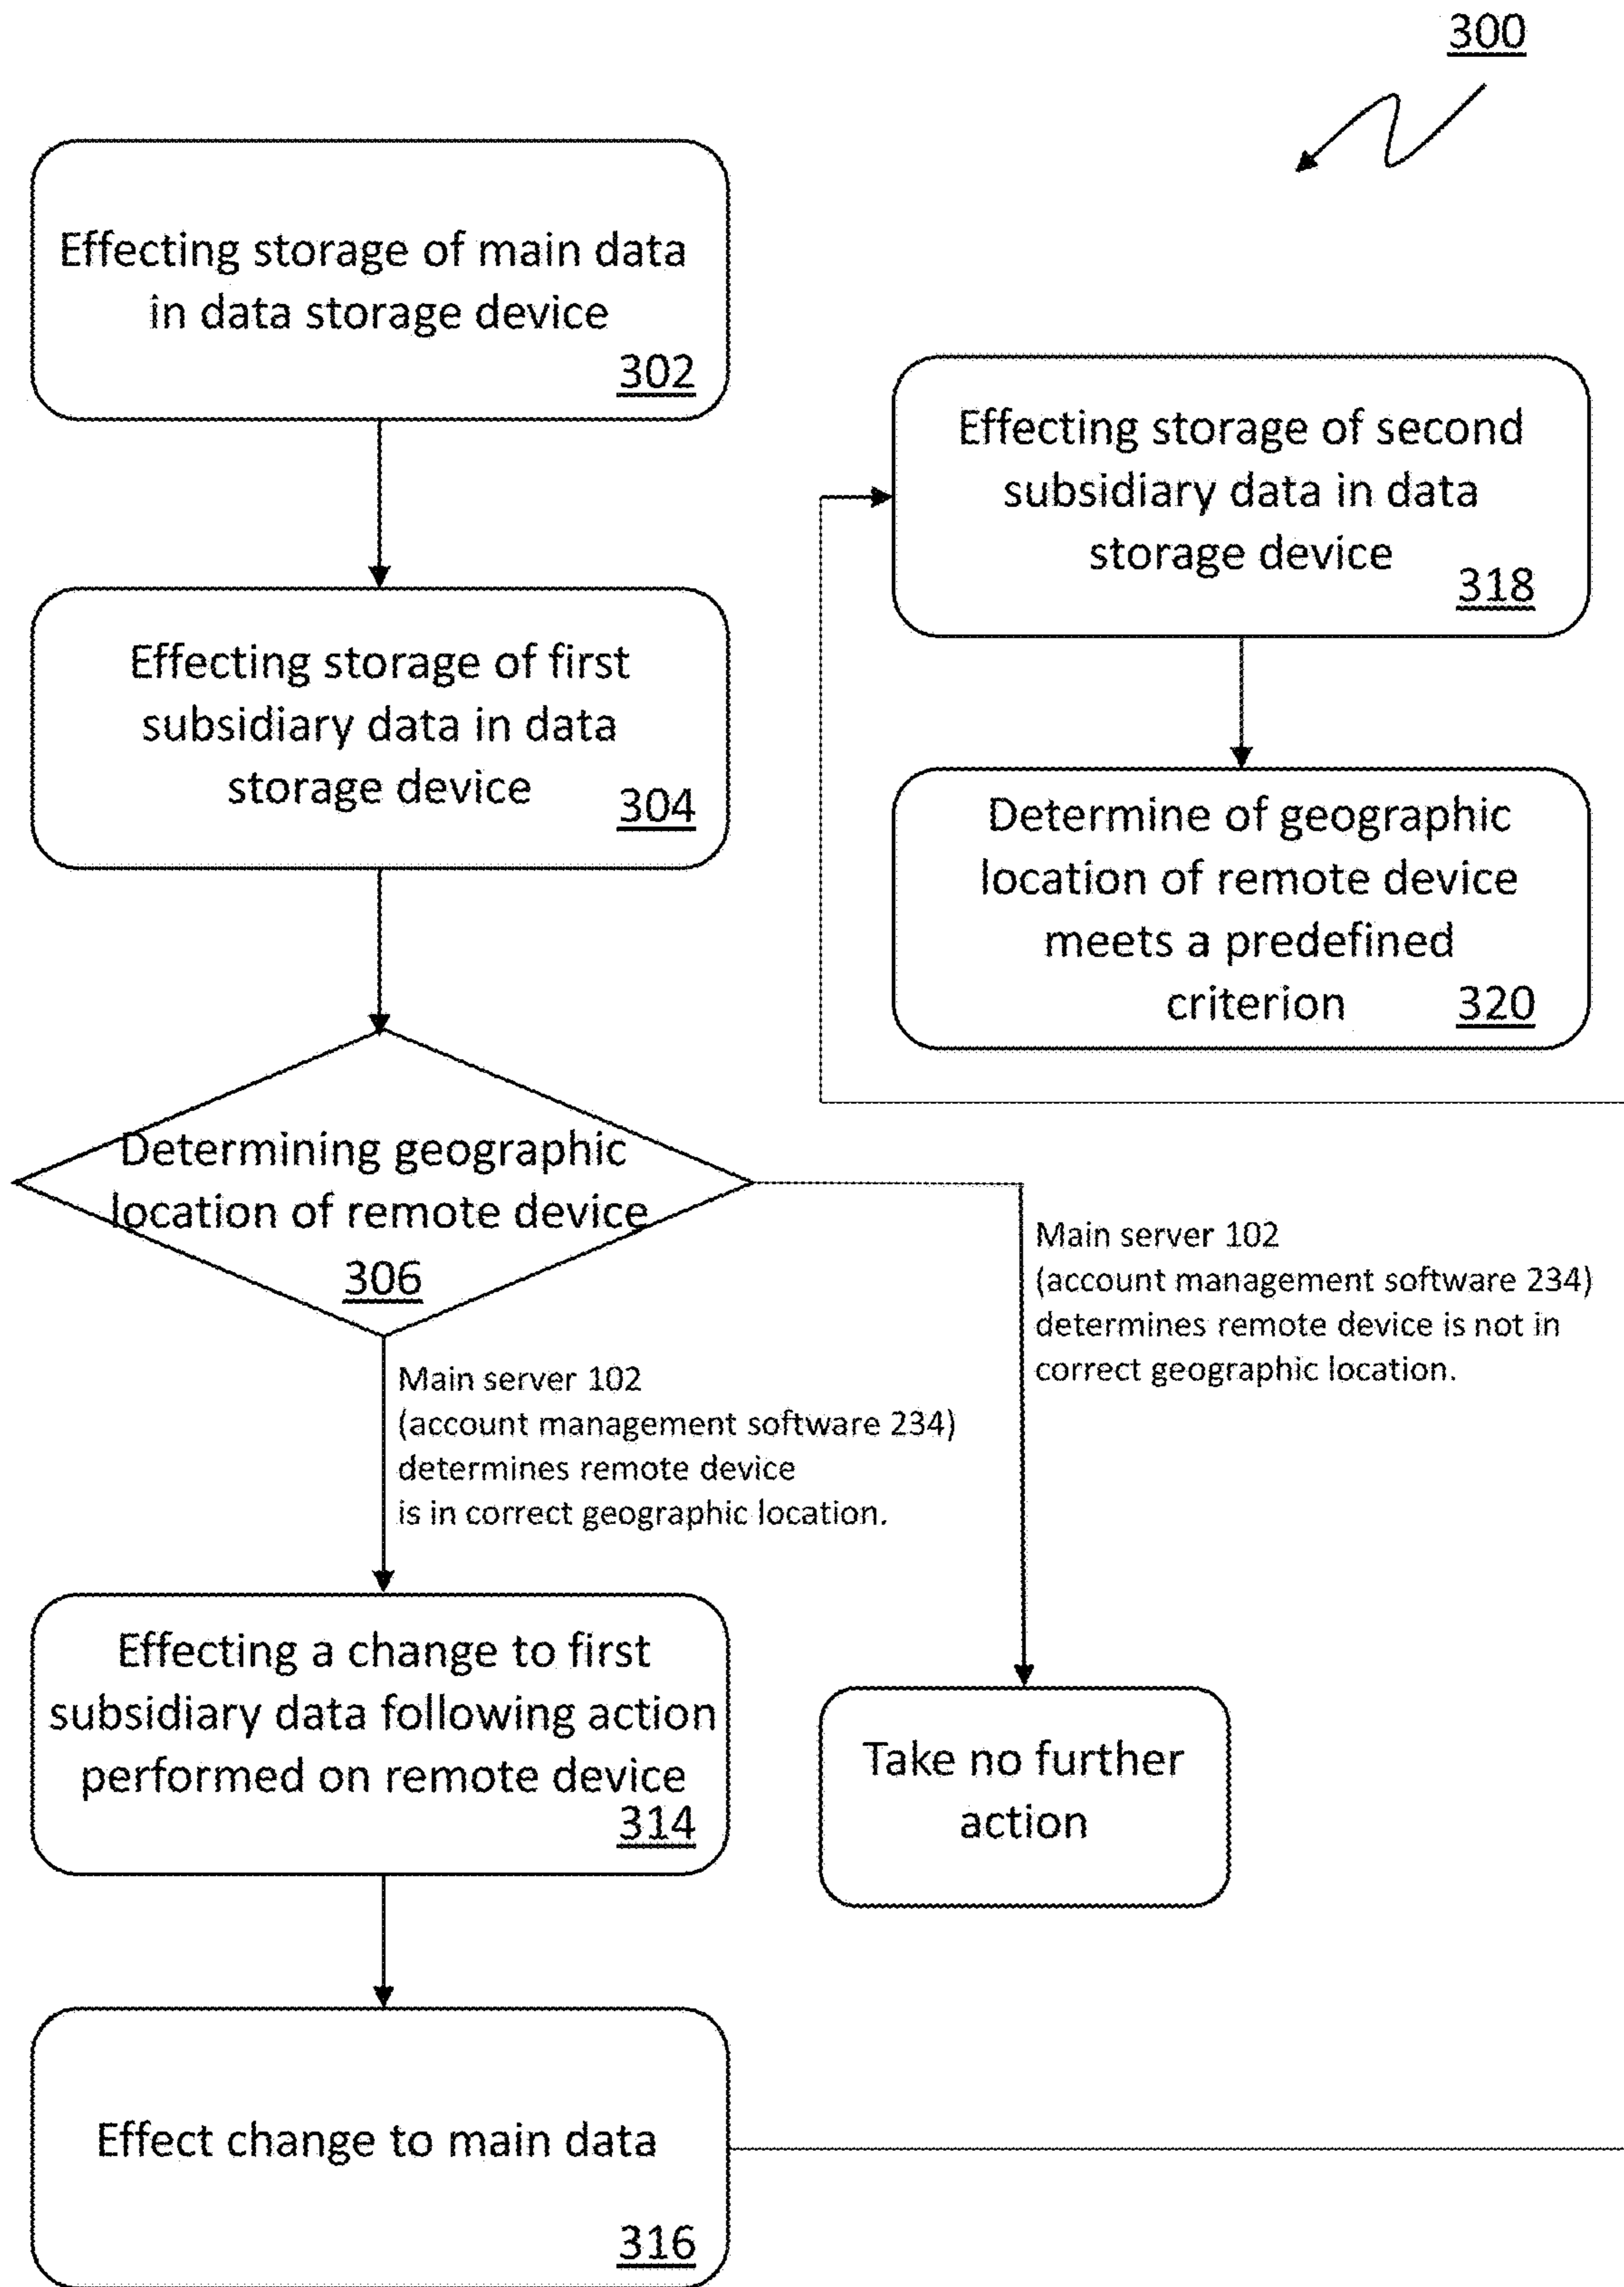 300
Effecting storage of main data
in data storage device
302
Effecting storage of first
subsidiary data in data
storage device
304
Determining geographic
location of remote device
306
Main server 102
(account management software 234)
determines remote device
is in correct geographic location.
Main server 102
(account management software 234)
determines remote device is not in
correct geographic location.
Effecting a change to first
subsidiary data following action
performed on remote device
314
Take no further
action
Effect change to main data
316
Effecting storage of second
subsidiary data in data
storage device
318
Determine of geographic
location of remote device
meets a predefined
criterion
320